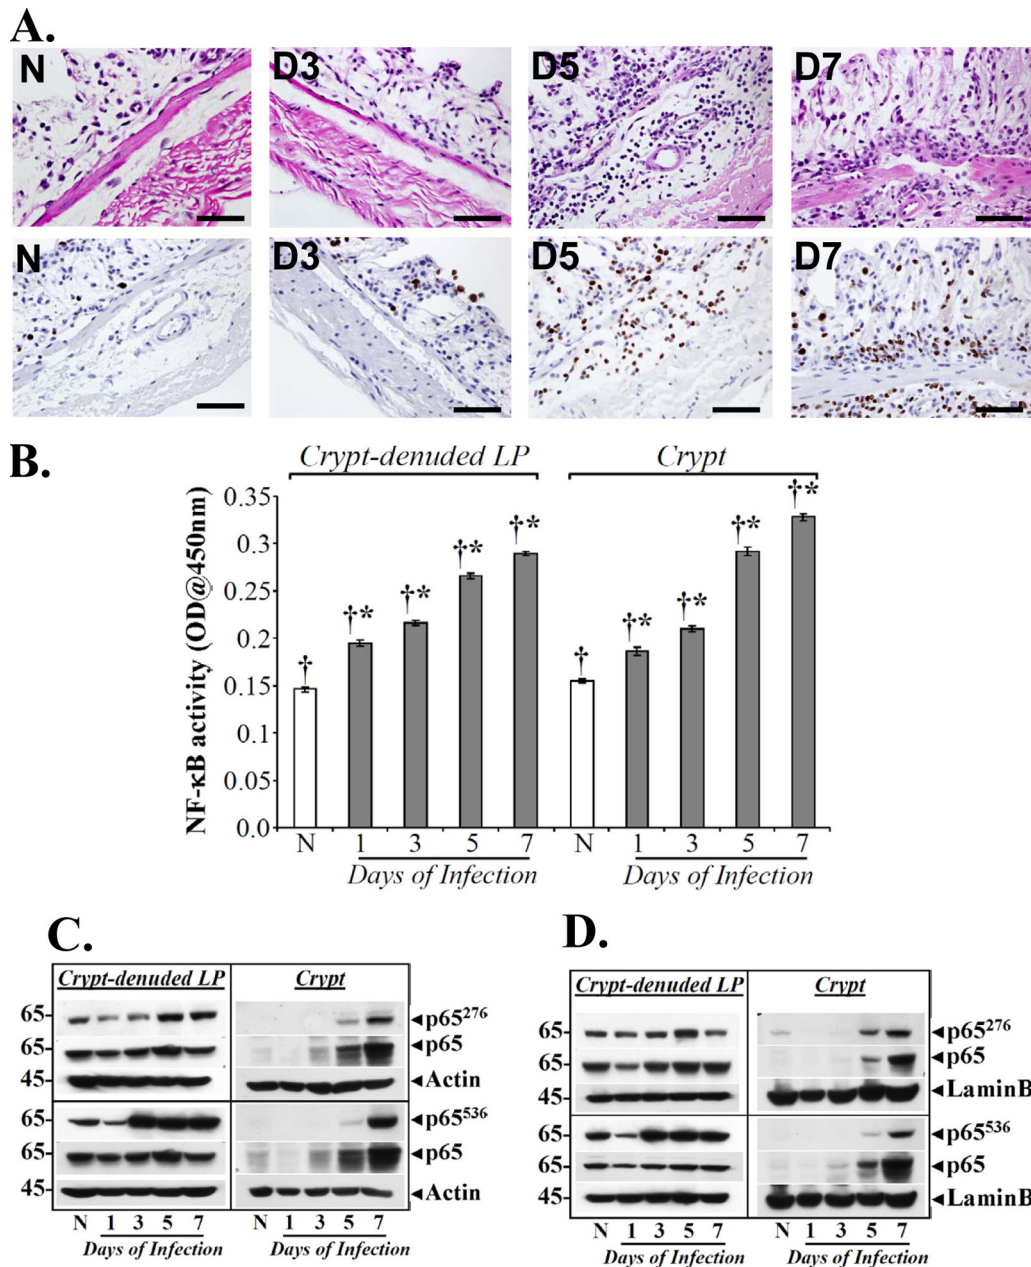 A.
N D3 D5 D7
N D3 D5 D7
B.
Crypt-denuded LP Crypt
NF-κB activity (OD@450nm)
0.35
0.3
0.25
0.2
0.15
0.1
0.05
0.0
† †* †* †* †* † †* †* †* †*
N 1 3 5 7 N 1 3 5 7
Days of Infection Days of Infection
C.
Crypt-denuded LP Crypt
65- p65²⁷⁶
65- p65
45- Actin
65- p65⁵³⁶
65- p65
45- Actin
N 1 3 5 7 N 1 3 5 7
Days of Infection Days of Infection
D.
Crypt-denuded LP Crypt
65- p65²⁷⁶
65- p65
45- LaminB
65- p65⁵³⁶
65- p65
45- LaminB
N 1 3 5 7 N 1 3 5 7
Days of Infection Days of Infection